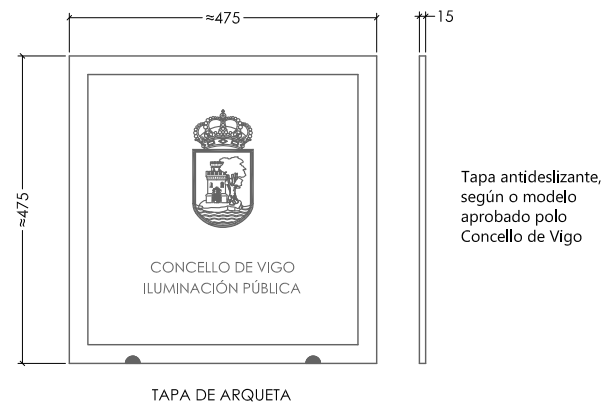 ≈475
15
≈475
Tapa antideslizante,
según o modelo
aprobado polo
Concello de Vigo
CONCELLO DE VIGO
ILUMINACIÓN PÚBLICA
TAPA DE ARQUETA